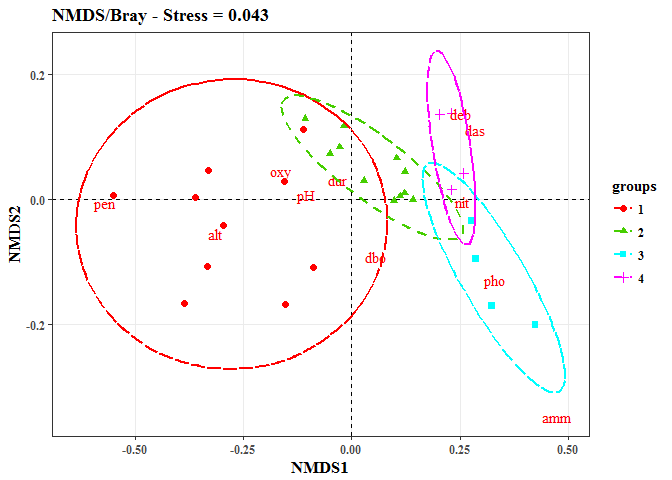 NMDS/Bray - Stress = 0.043
NMDS2
0.2
0.0
-0.2
deb
das
oxy
dur
pH
pen
nit
alt
dbo
pho
amm
-0.50
-0.25
0.00
0.25
0.50
NMDS1
groups
1
2
3
4